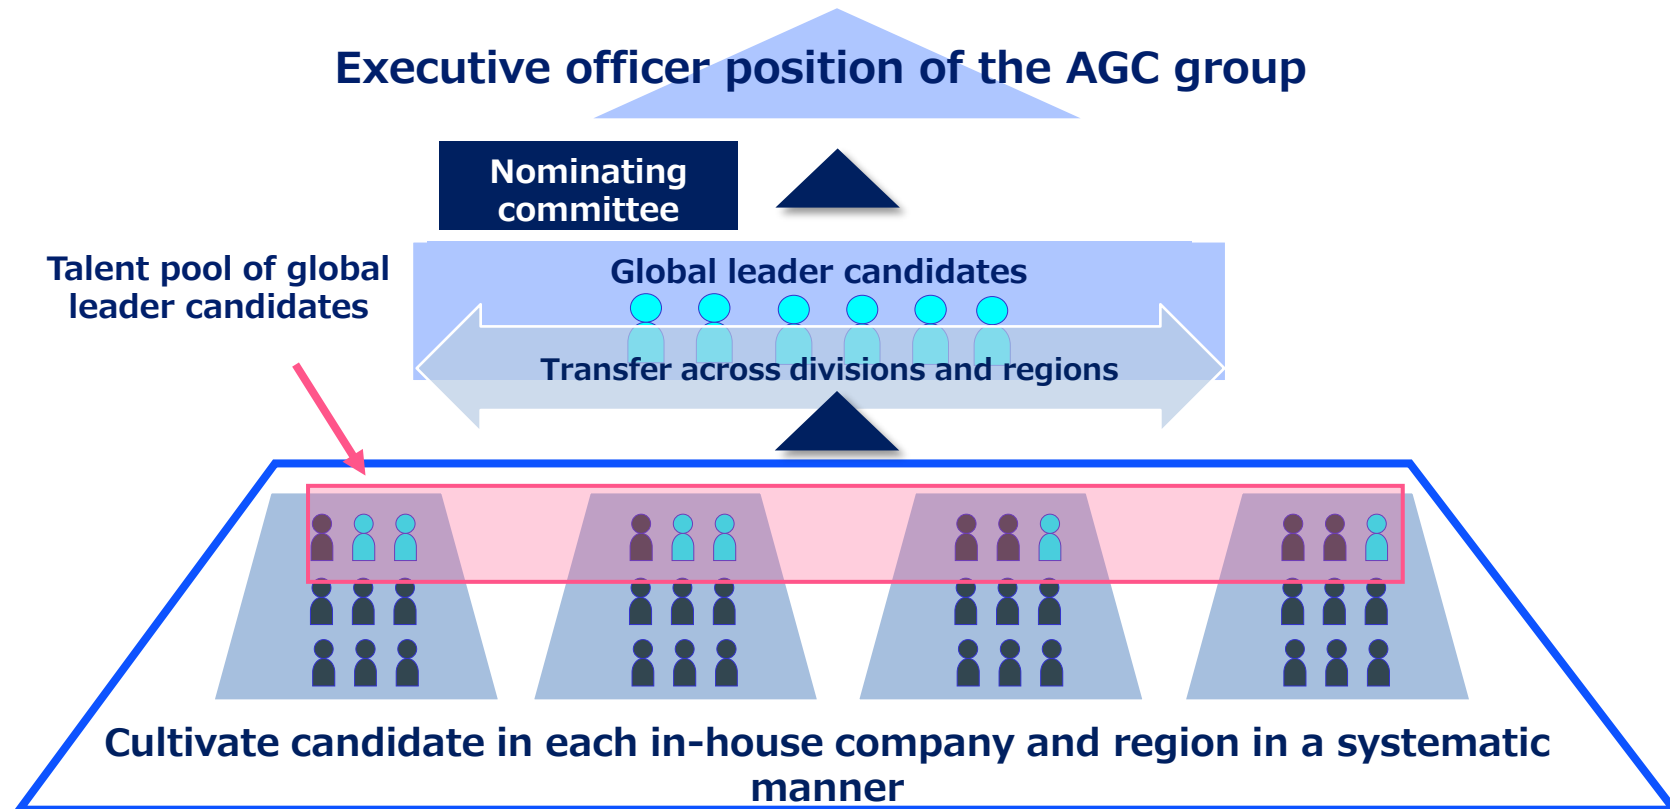 Executive officer position of the AGC group
Nominating
committee
Talent pool of global
leader candidates
Global leader candidates
Transfer across divisions and regions
Cultivate candidate in each in-house company and region in a systematic
manner